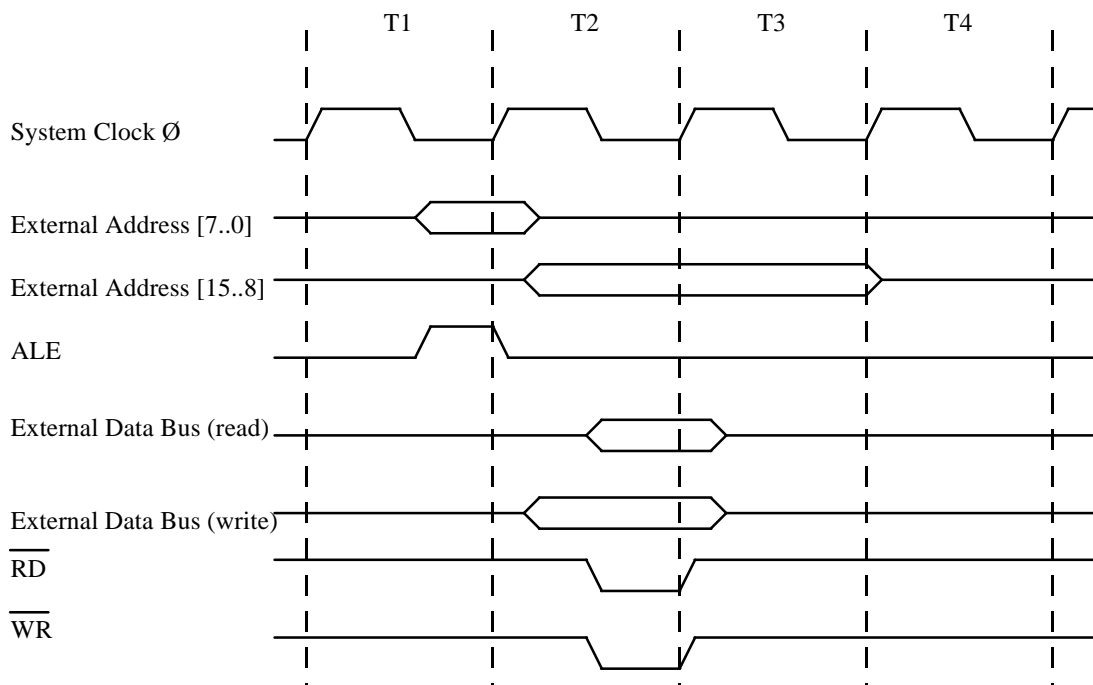 T1 T2 T3 T4
System Clock Ø
External Address [7..0]
External Address [15..8]
ALE
External Data Bus (read)
External Data Bus (write)
RD
WR